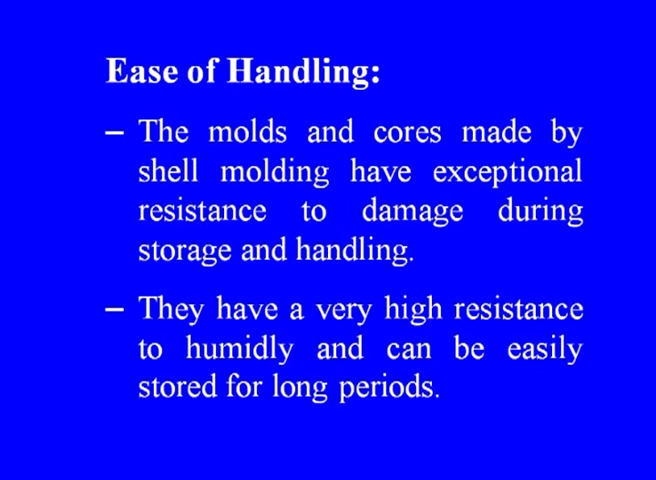 Ease of Handling:
– The molds and cores made by
shell molding have exceptional
resistance to damage during
storage and handling.
– They have a very high resistance
to humidly and can be easily
stored for long periods.